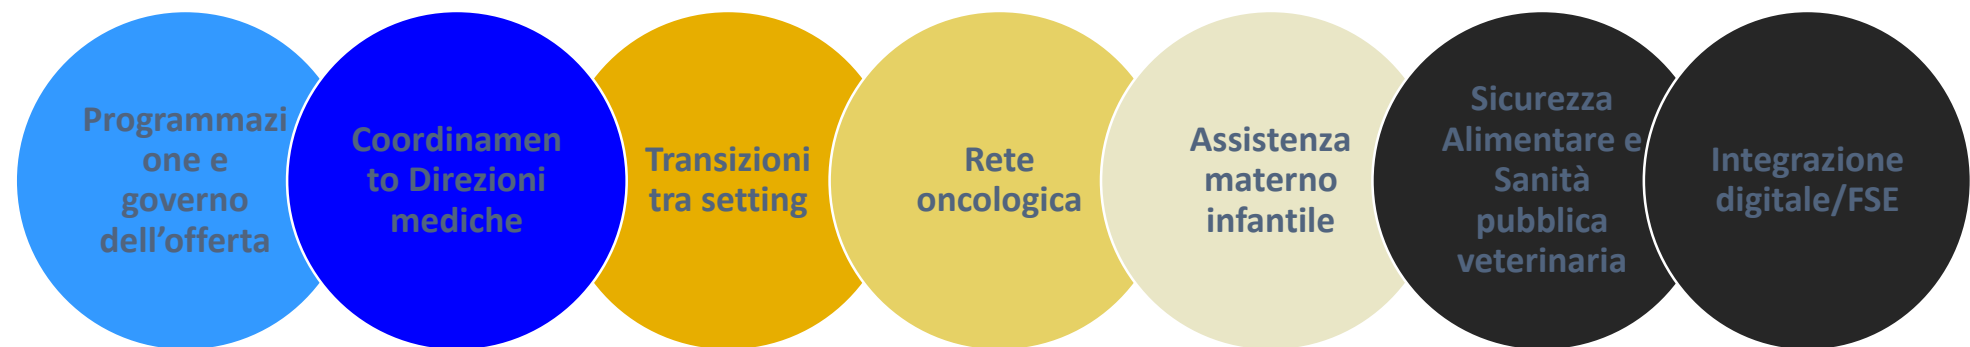 Programmazi
one e
governo
dell’offerta
Coordinamen
to Direzioni
mediche
Transizioni
tra setting
Rete
oncologica
Assistenza
materno
infantile
Sicurezza
Alimentare e
Sanità
pubblica
veterinaria
Integrazione
digitale/FSE